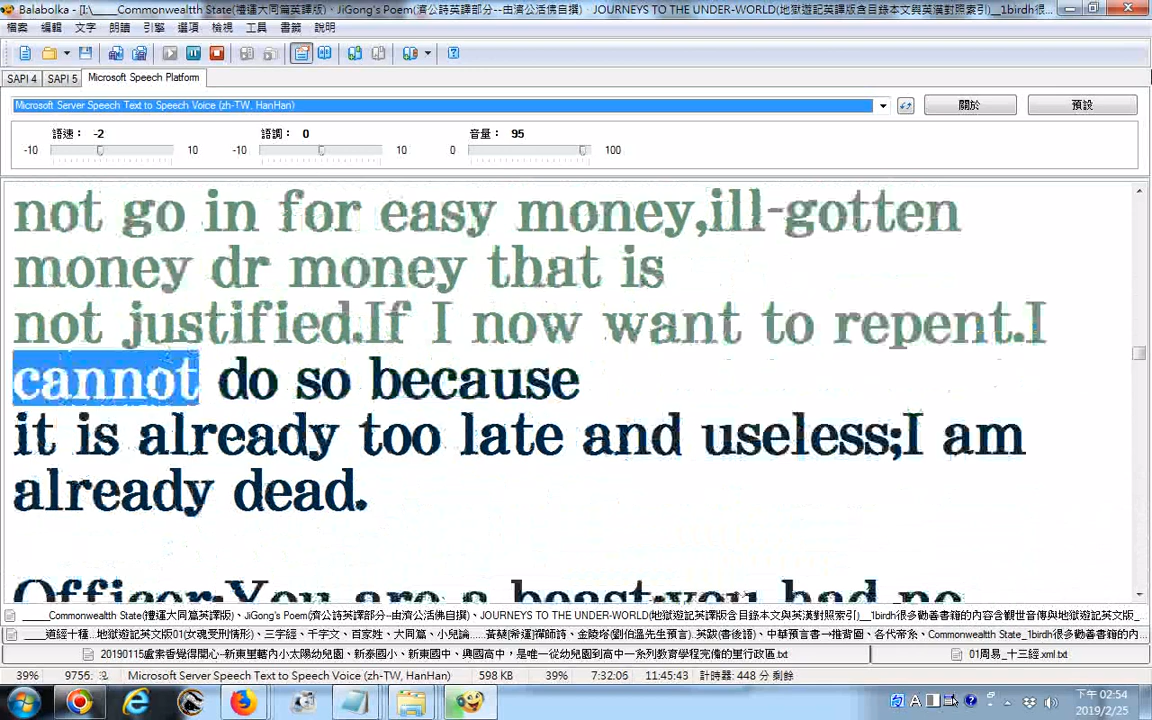 Balabolka - [I:\_____Commonwealtth State(禮運大同篇英譯版)、JiGong's Poem(濟公詩英譯部分--由濟公活佛自撰)、JOURNEYS TO THE UNDER-WORLD(地獄遊記英譯版含目錄本文與英漢對照索引)__1birdh很...
檔案 編輯 文字 朗讀 引擎 選項 檢視 工具 書籤 說明
SAPI 4 SAPI 5 Microsoft Speech Platform
Microsoft Server Speech Text to Speech Voice (zh-TW, HanHan)
關於 預設
語速： -2 語調： 0 音量： 95
-10 10 -10 10 0 100
not go in for easy money,ill-gotten
money dr money that is
not justified.If I now want to repent.I
cannot do so because
it is already too late and useless;I am
already dead.
Officer:You are a beast;you had no
____Commonwealtth State(禮運大同篇英譯版)、JiGong's Poem(濟公詩英譯部分--由濟公活佛自撰)、JOURNEYS TO THE UNDER-WORLD(地獄遊記英譯版含目錄本文與英漢對照索引)__1birdh很多勸善書籍的內容含觀世音傳與地獄遊記英文版_
道經十種...地獄遊記英文版01(女魂受刑情形)、三字經、千字文、百家姓、大同篇、小兒論.....黃蘗[希運]禪師詩、金陵塔(劉伯溫先生預言).英趺(書後語)、中華預言書一推背圖、各代帝系、Commonwealth State_1birdh很多勸善書籍的內...
20190115盧素香覺得開心--新東里轄內小太陽幼兒園、新泰國小、新東國中、興國高中，是唯一從幼兒園到高中一系列教育學程完備的里行政區.txt 01周易_十三經.xml.txt
39% 9755: Microsoft Server Speech Text to Speech Voice (zh-TW, HanHan) 598 KB 39% 7:32:06 11:45:43 計時器: 448 分 剩餘
下午 02:54
2019/2/25